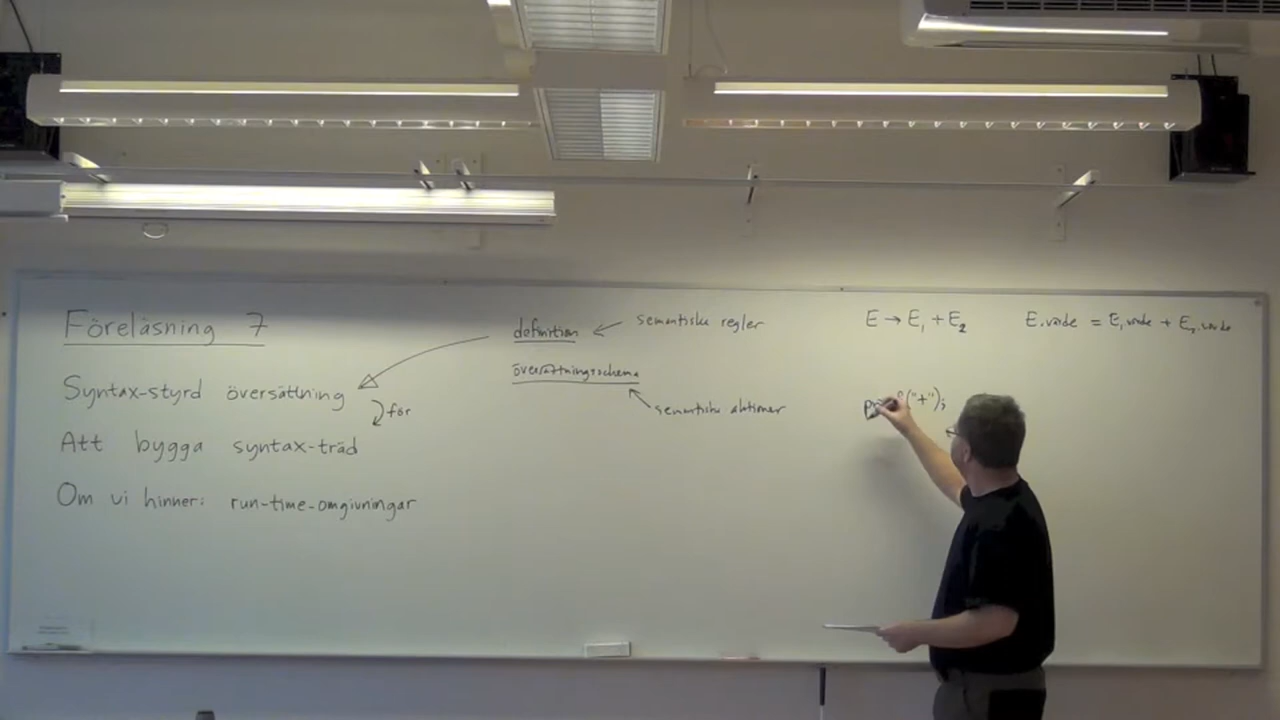 Föreläsning 7
Syntax-styrd översättning
för
Att bygga syntax-träd
Om vi hinner: run-time-omgivningar
definition
semantiska regler
översättningsschema
semantiska aktioner
E → E₁ + E₂
E.värde = E₁.värde + E₂.värde
("+");